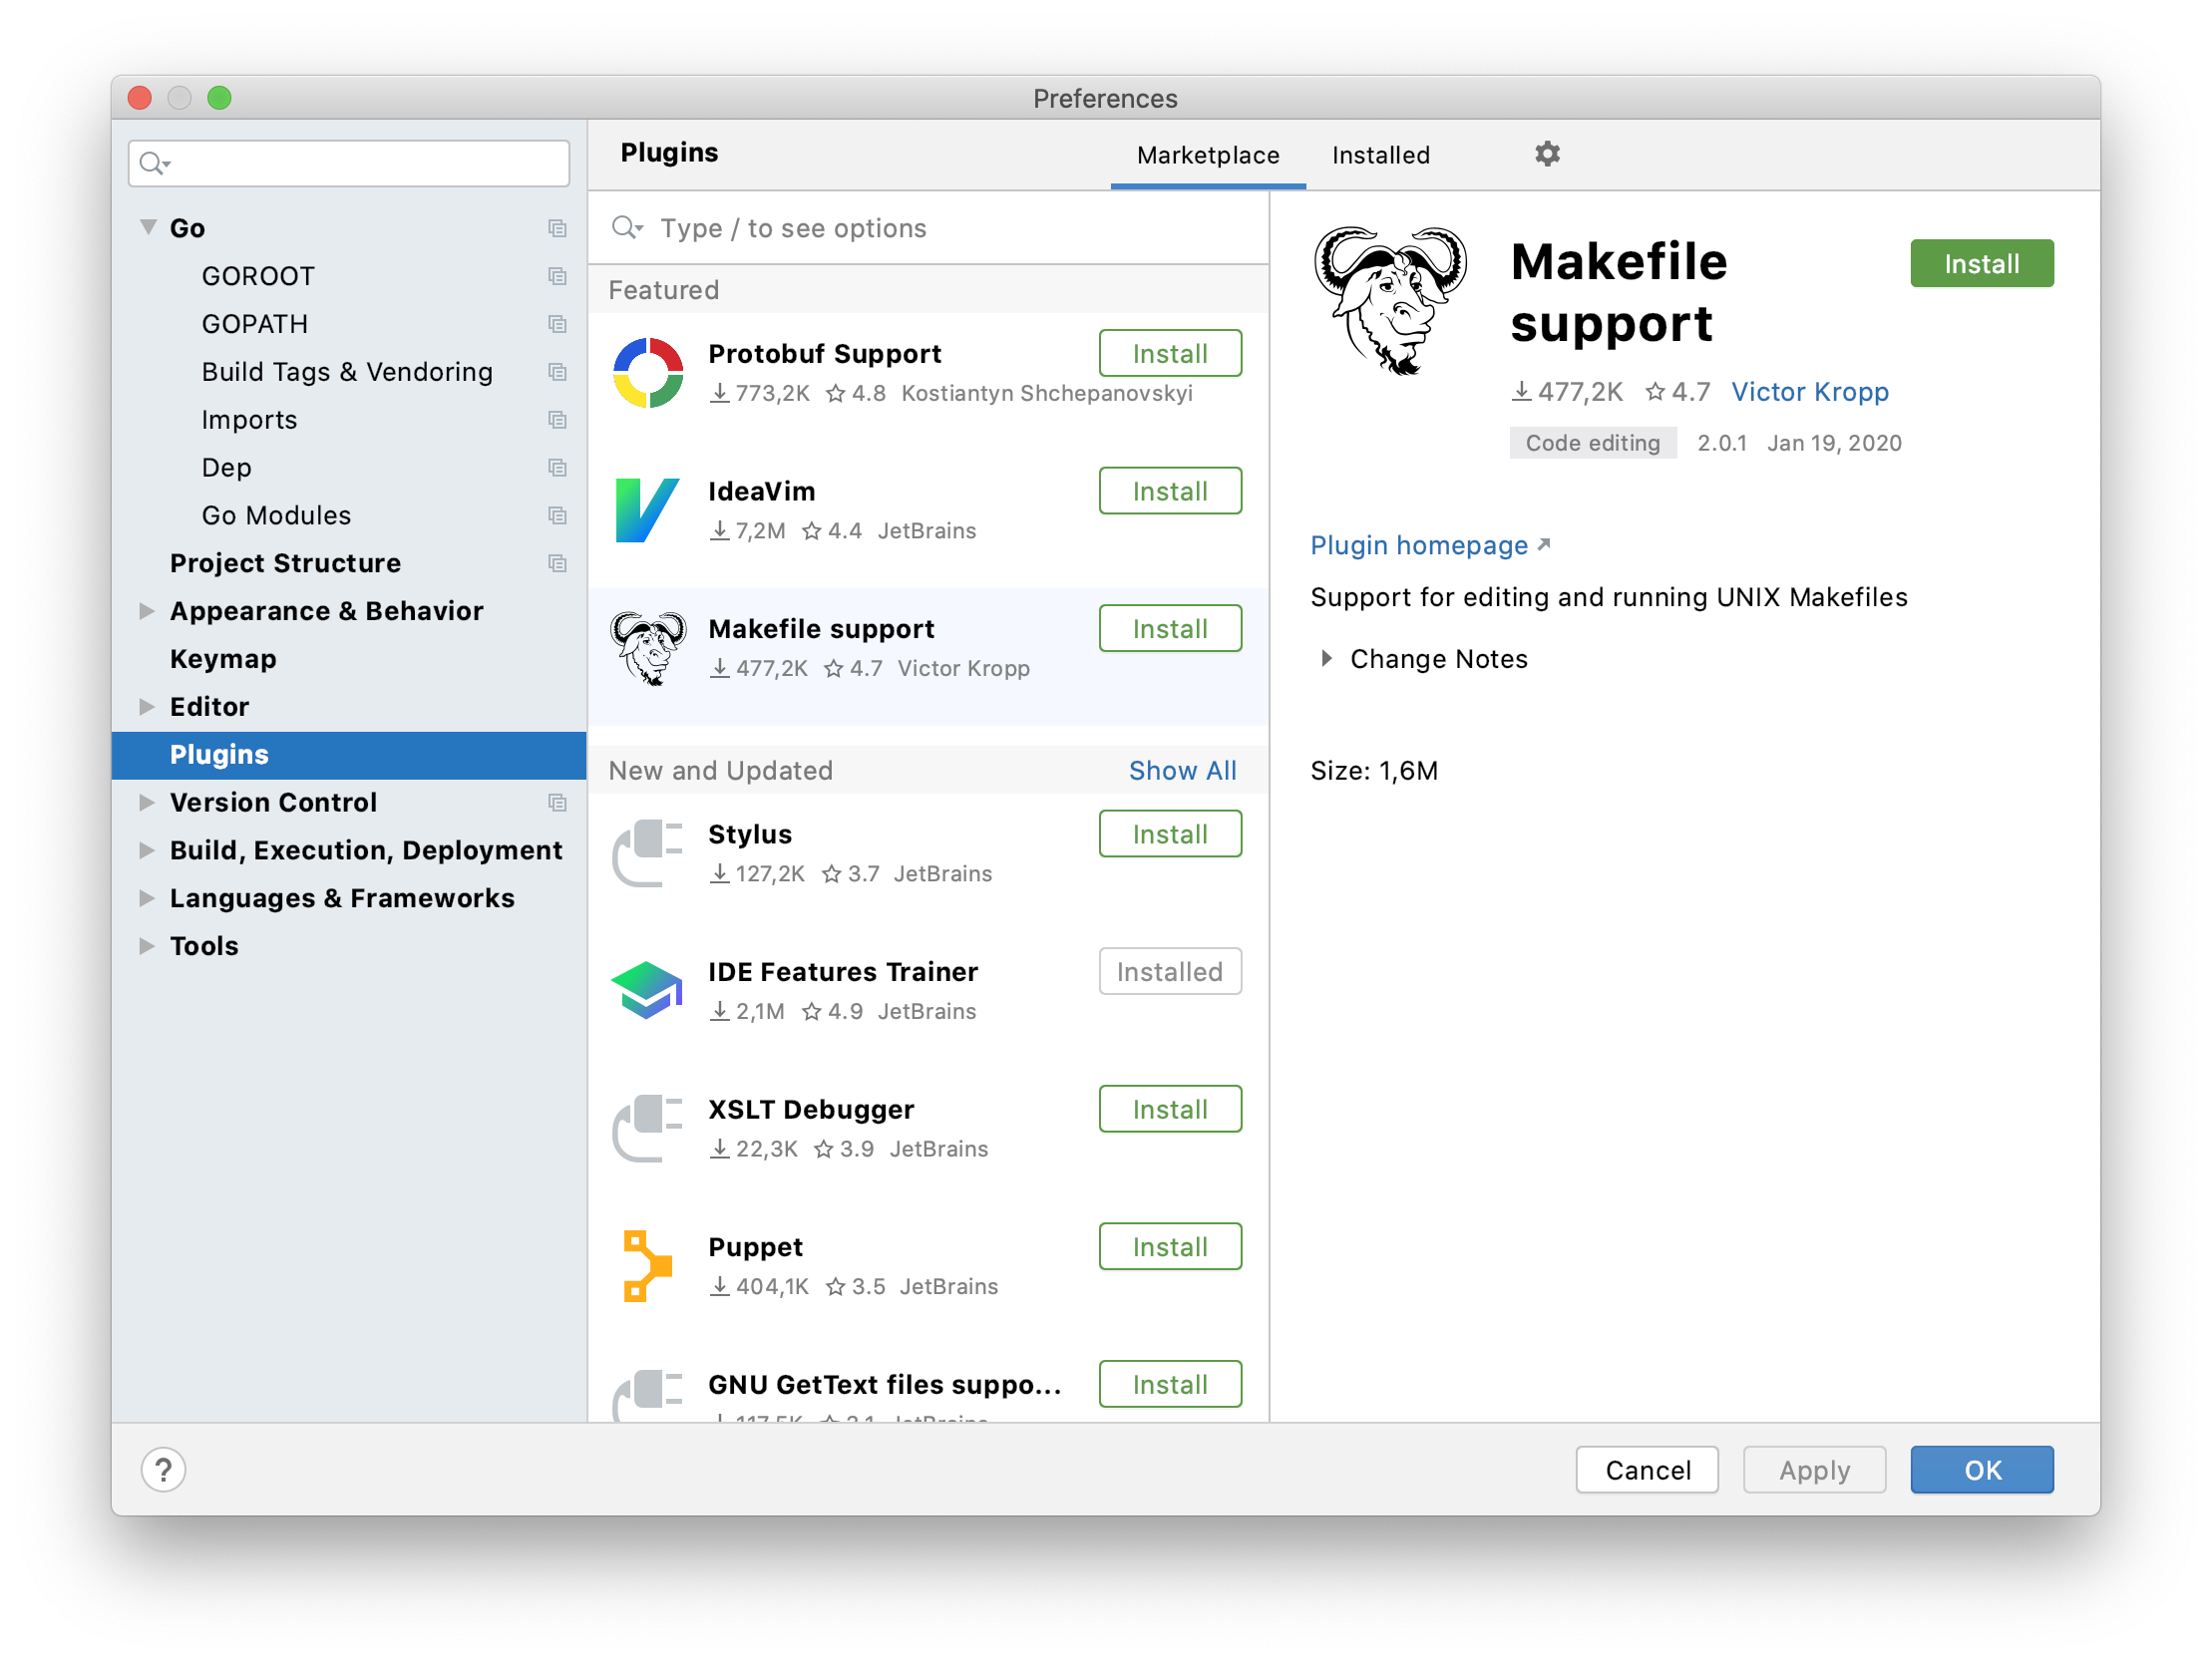 Preferences
Go
GOROOT
GOPATH
Build Tags & Vendoring
Imports
Dep
Go Modules
Project Structure
Appearance & Behavior
Keymap
Editor
Plugins
Version Control
Build, Execution, Deployment
Languages & Frameworks
Tools
Plugins
Marketplace
Installed
Type / to see options
Featured
Protobuf Support
Install
773,2K 4.8 Kostiantyn Shchepanovskyi
IdeaVim
Install
7,2M 4.4 JetBrains
Makefile support
Install
477,2K 4.7 Victor Kropp
New and Updated
Show All
Stylus
Install
127,2K 3.7 JetBrains
IDE Features Trainer
Installed
2,1M 4.9 JetBrains
XSLT Debugger
Install
22,3K 3.9 JetBrains
Puppet
Install
404,1K 3.5 JetBrains
GNU GetText files suppo...
Install
117,5K 3.1 JetBrains
Makefile
support
Install
477,2K 4.7 Victor Kropp
Code editing 2.0.1 Jan 19, 2020
Plugin homepage
Support for editing and running UNIX Makefiles
Change Notes
Size: 1,6M
?
Cancel
Apply
OK